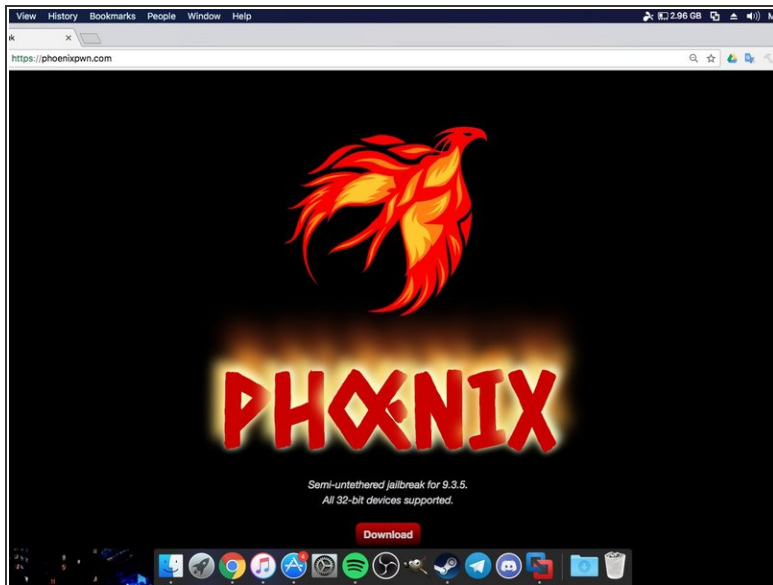 View History Bookmarks People Window Help 2.96 GB
https://phoenixpwn.com
PHŒNIX
Semi-untethered jailbreak for 9.3.5.
All 32-bit devices supported.
Download